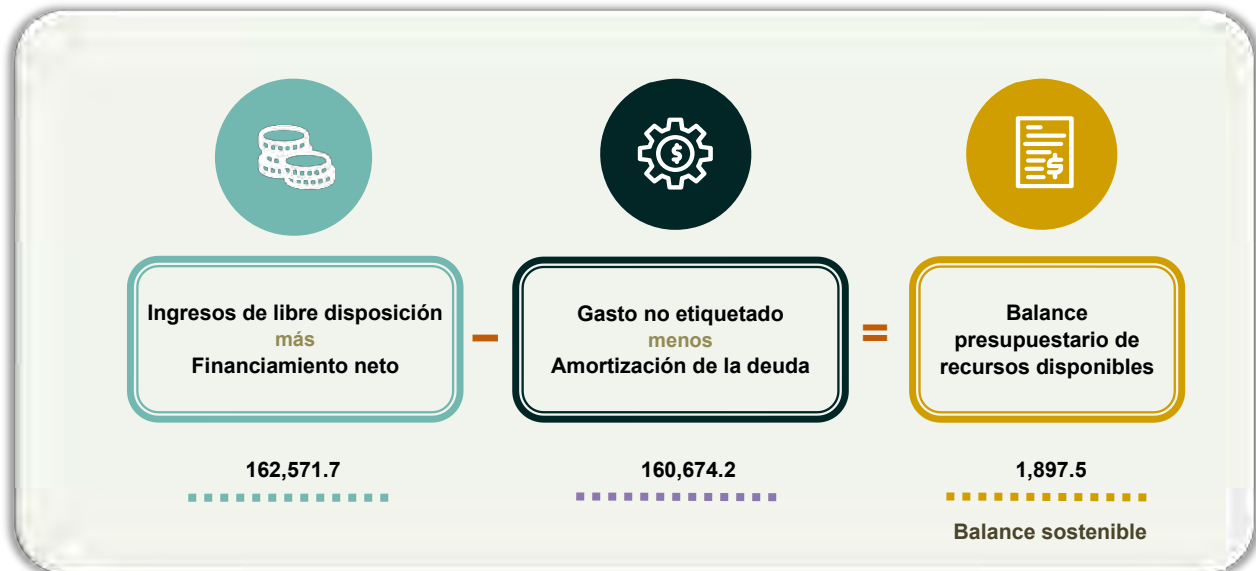 Ingresos de libre disposición
más
Financiamiento neto
–
Gasto no etiquetado
menos
Amortización de la deuda
=
Balance
presupuestario de
recursos disponibles
162,571.7
160,674.2
1,897.5
Balance sostenible